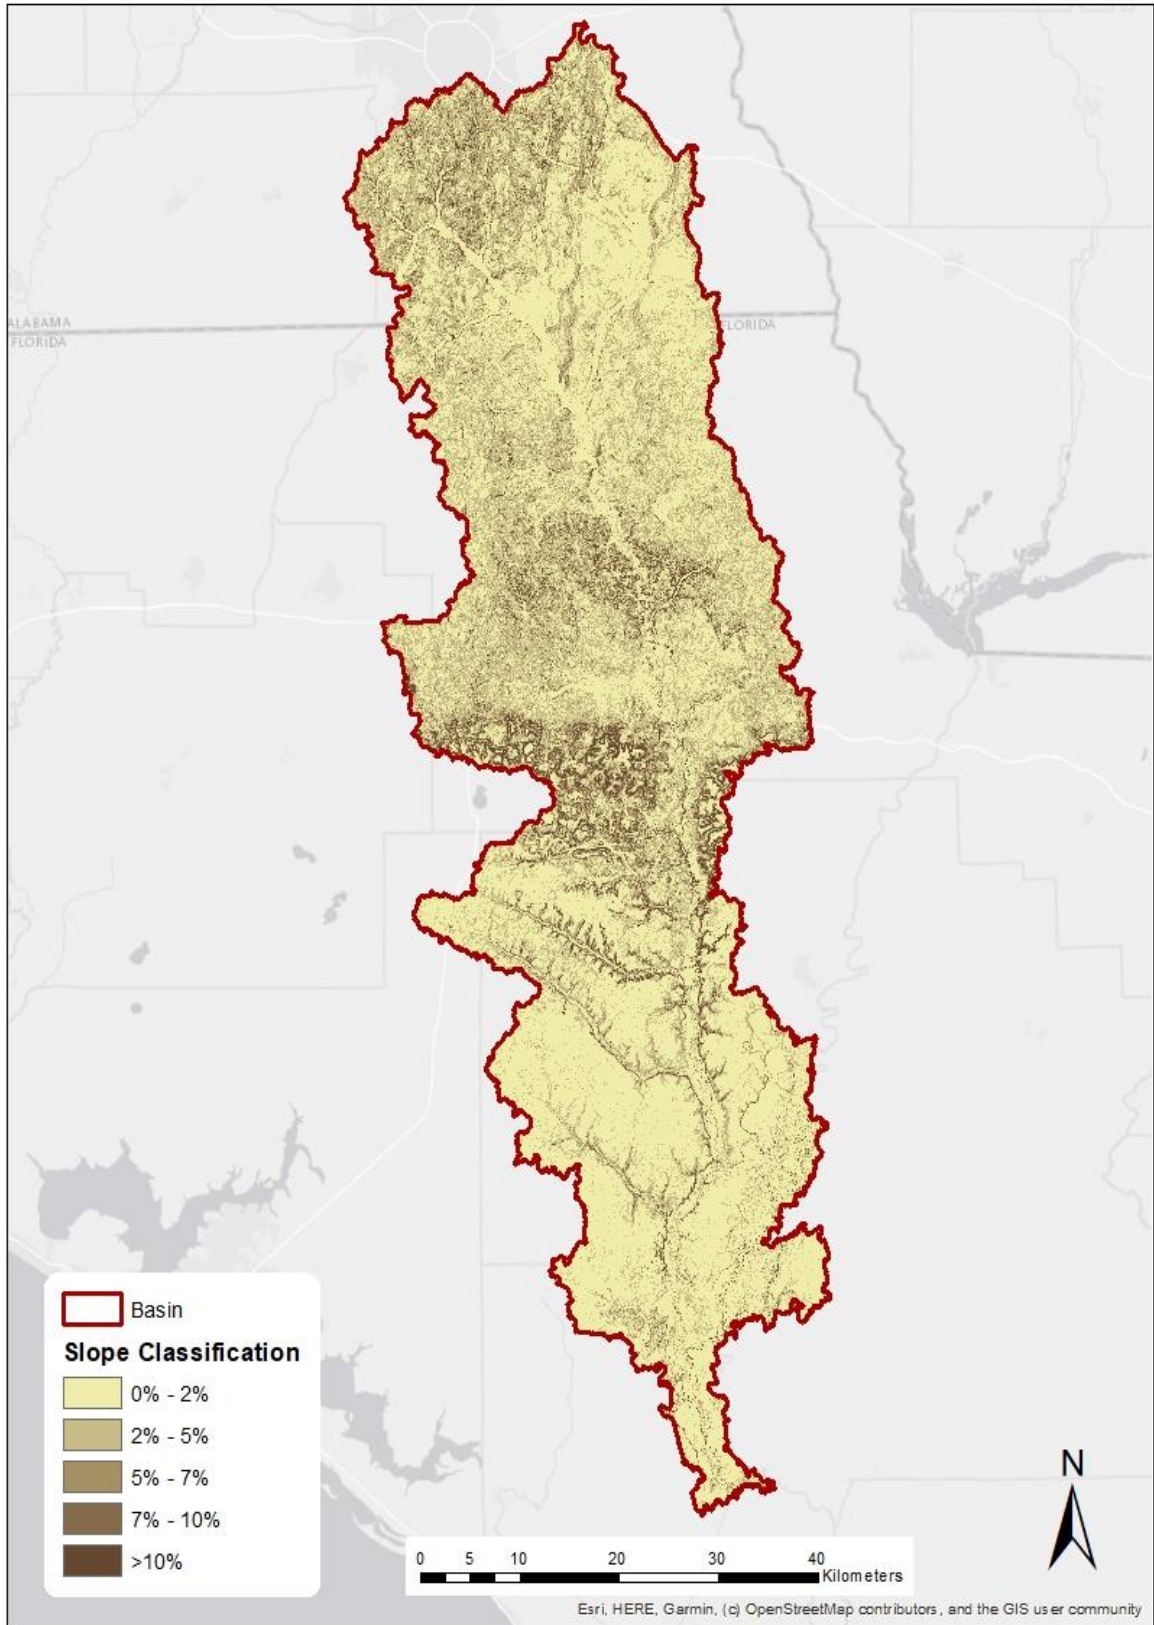 ALABAMA
FLORIDA
FLORIDA
Basin
Slope Classification
0% - 2%
2% - 5%
5% - 7%
7% - 10%
>10%
N
0 5 10 20 30 40
Kilometers
Esri, HERE, Garmin, (c) OpenStreetMap contributors, and the GIS user community